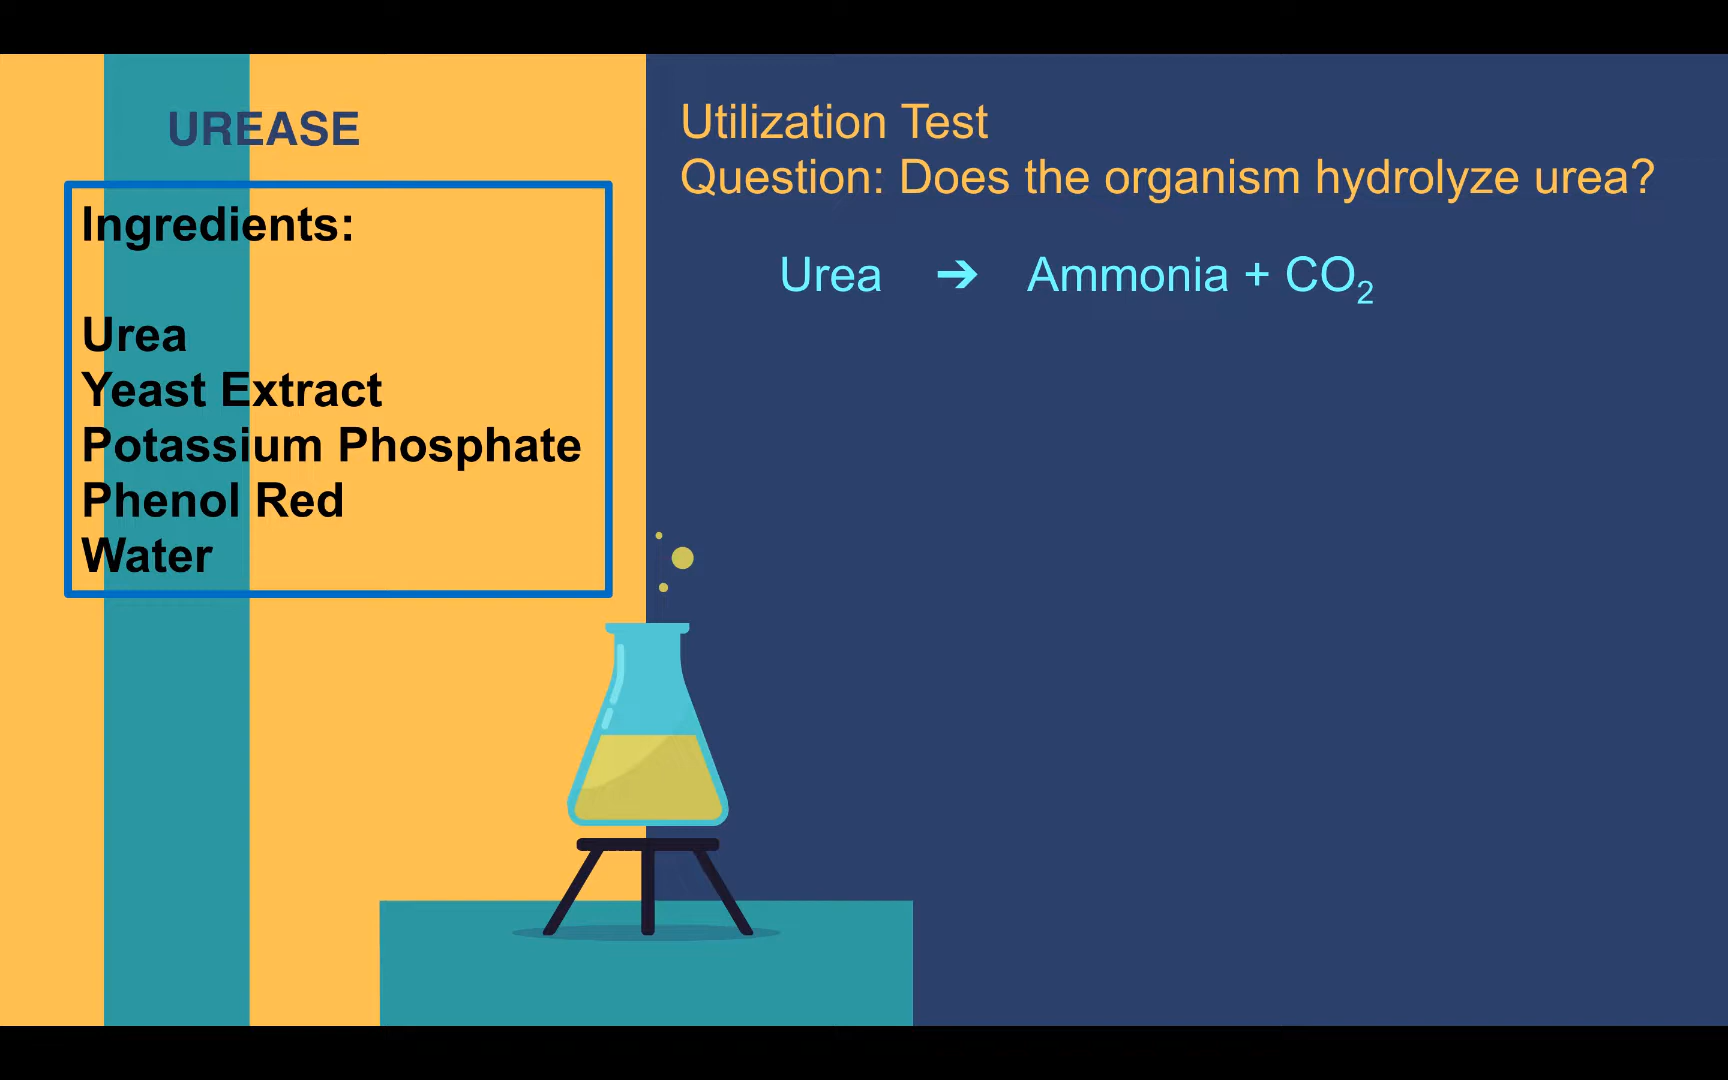 UREASE
Ingredients:
Urea
Yeast Extract
Potassium Phosphate
Phenol Red
Water
Utilization Test
Question: Does the organism hydrolyze urea?
Urea ➔ Ammonia + CO₂